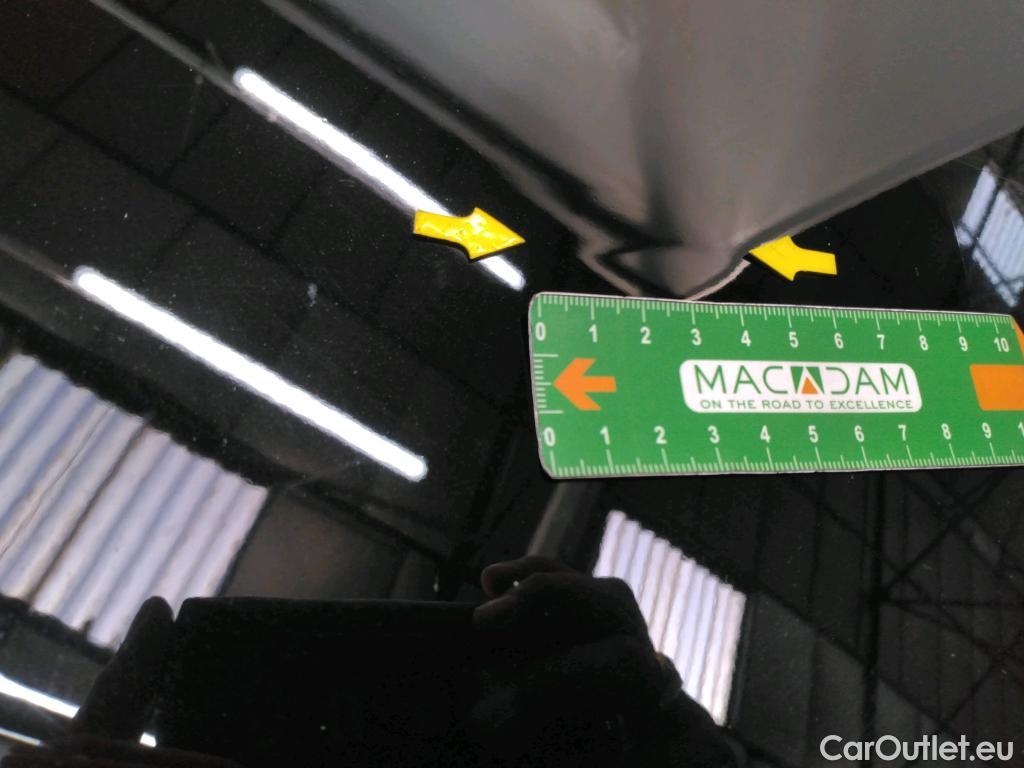 0 1 2 3 4 5 6 7 8 9 10
MACADAM
ON THE ROAD TO EXCELLENCE
0 1 2 3 4 5 6 7 8 9 1
CarOutlet.eu